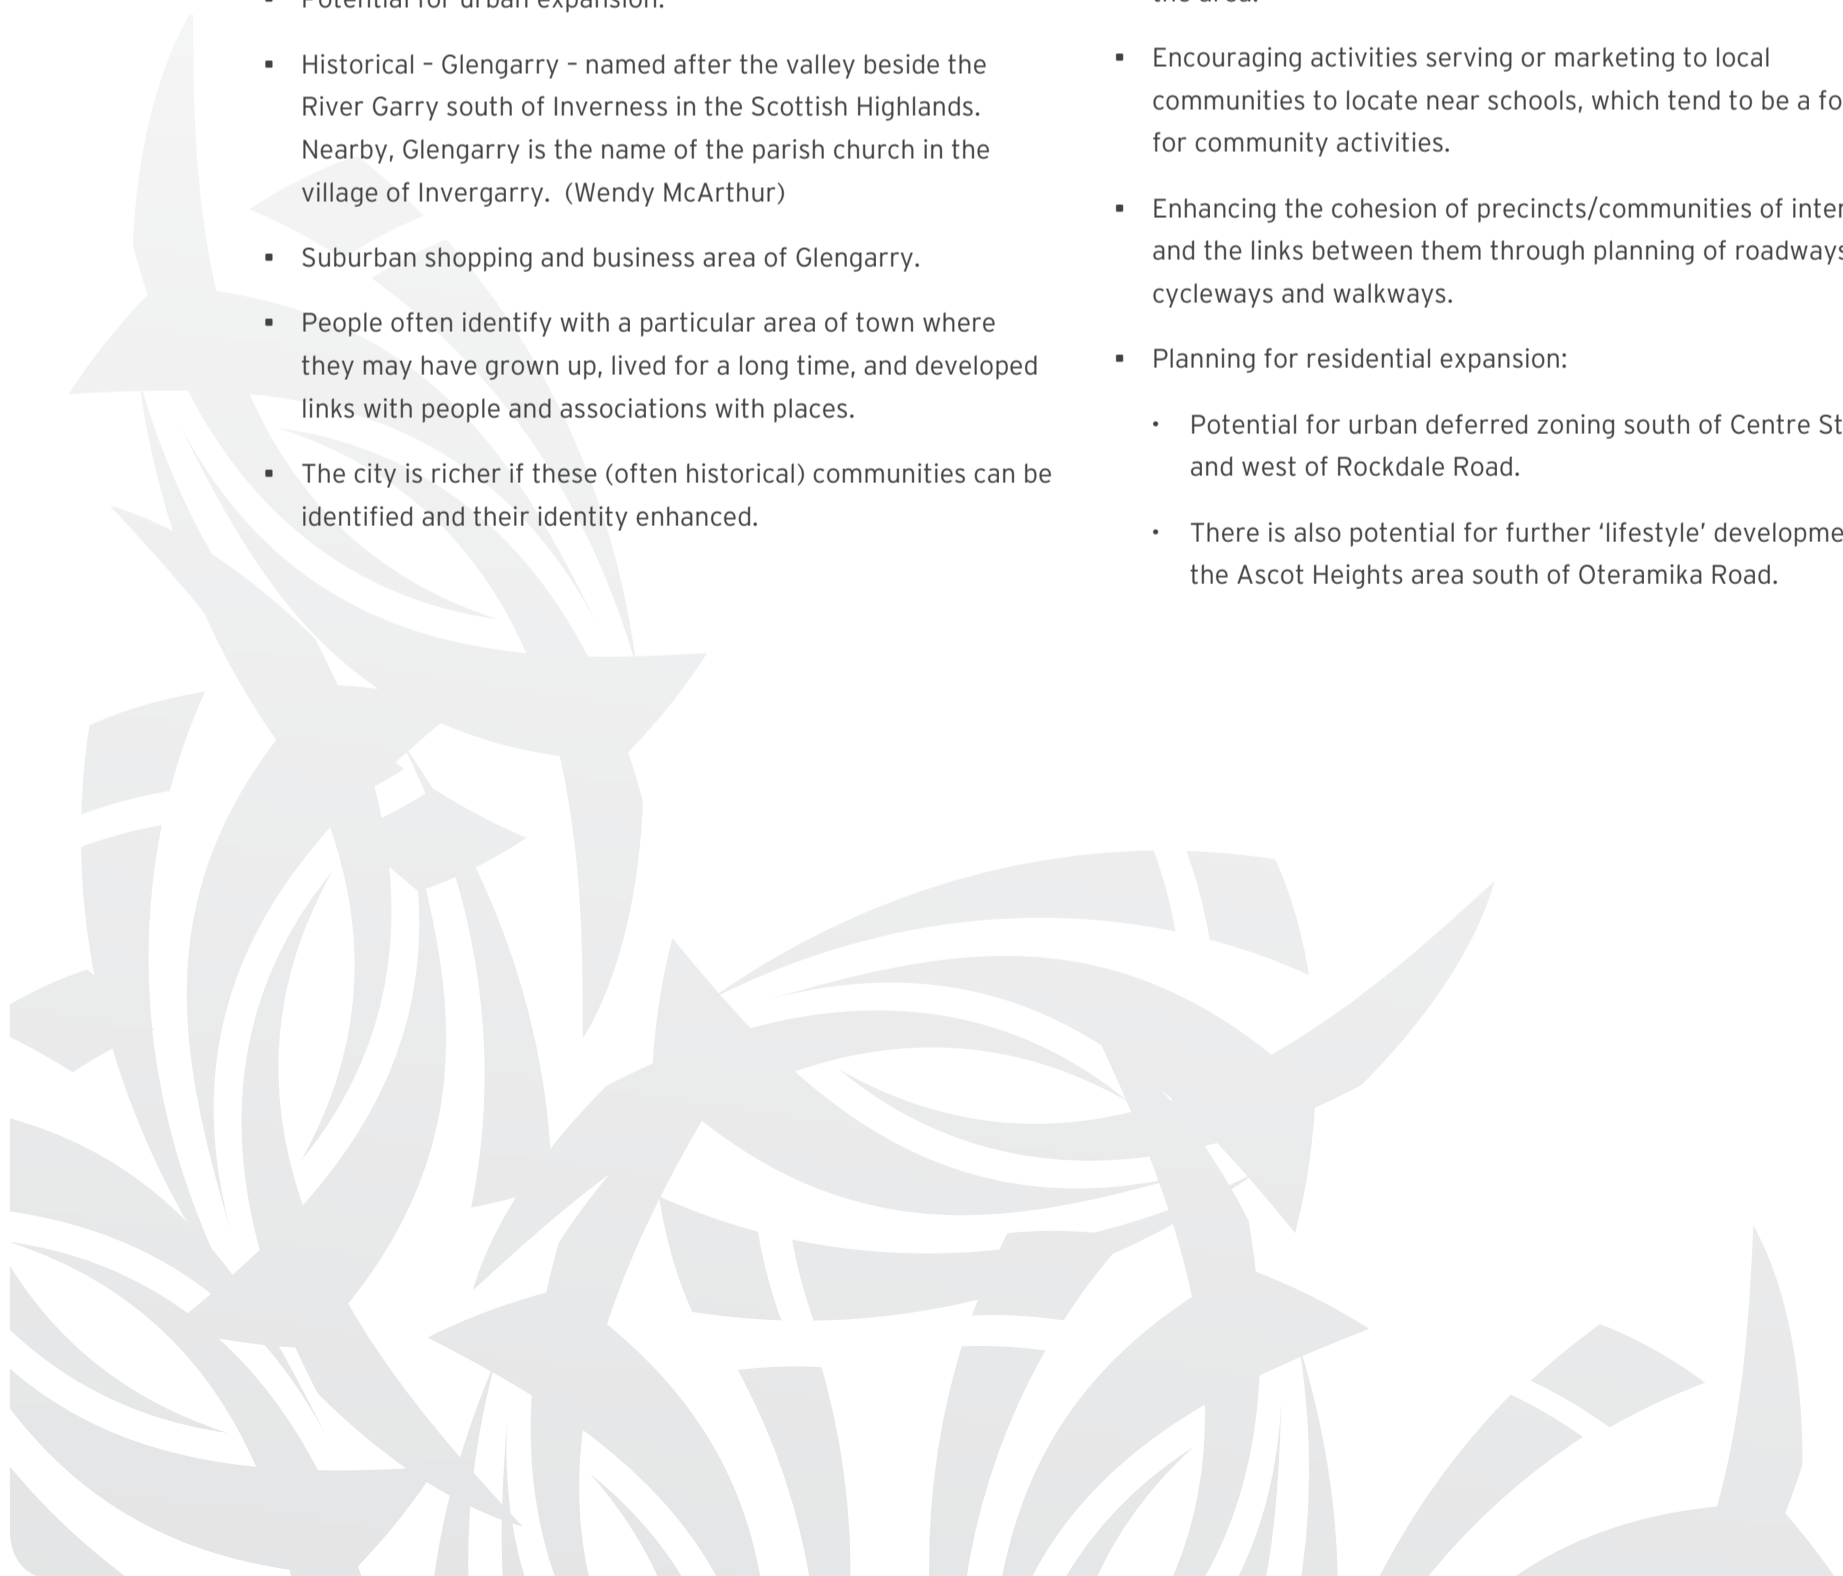 Potential for urban expansion.
Historical – Glengarry – named after the valley beside the
River Garry south of Inverness in the Scottish Highlands.
Nearby, Glengarry is the name of the parish church in the
village of Invergarry.  (Wendy McArthur)
Suburban shopping and business area of Glengarry.
People often identify with a particular area of town where
they may have grown up, lived for a long time, and developed
links with people and associations with places.
The city is richer if these (often historical) communities can be
identified and their identity enhanced.
the area.
Encouraging activities serving or marketing to local
communities to locate near schools, which tend to be a fo
for community activities.
Enhancing the cohesion of precincts/communities of inter
and the links between them through planning of roadways
cycleways and walkways.
Planning for residential expansion:
Potential for urban deferred zoning south of Centre St
and west of Rockdale Road.
There is also potential for further ‘lifestyle’ developme
the Ascot Heights area south of Oteramika Road.